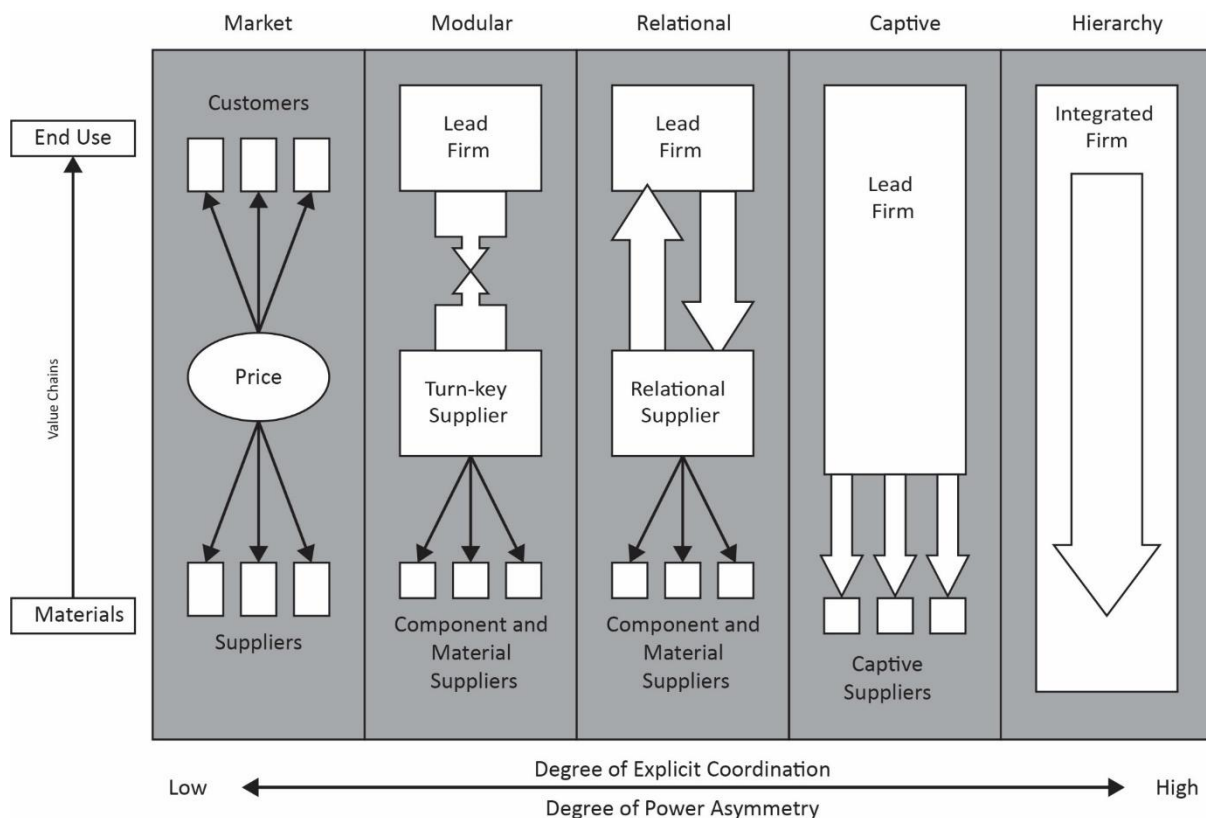 Market
Modular
Relational
Captive
Hierarchy
End Use
Value Chains
Materials
Customers
Price
Suppliers
Lead
Firm
Turn-key
Supplier
Component and
Material
Suppliers
Lead
Firm
Relational
Supplier
Component and
Material
Suppliers
Lead
Firm
Captive
Suppliers
Integrated
Firm
Low
Degree of Explicit Coordination
Degree of Power Asymmetry
High